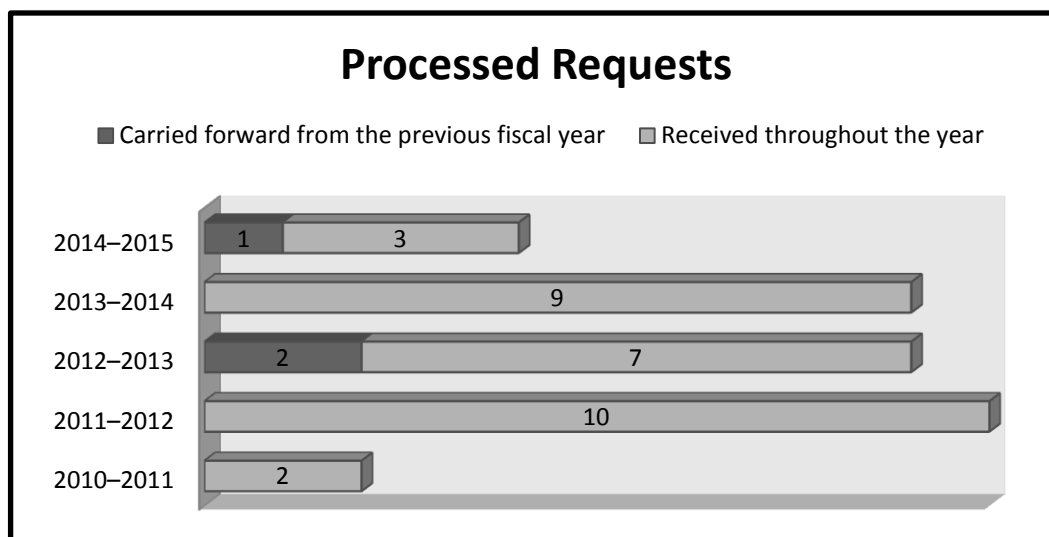 Processed Requests
Carried forward from the previous fiscal year Received throughout the year
2014–2015 1 3
2013–2014 9
2012–2013 2 7
2011–2012 10
2010–2011 2